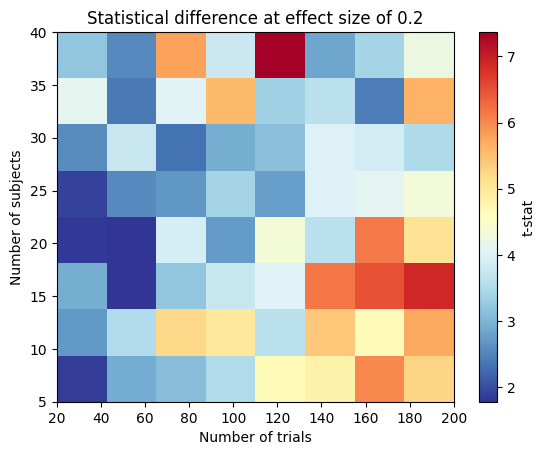 Statistical difference at effect size of 0.2
40
35
30
25
20
15
10
5
Number of subjects
20 40 60 80 100 120 140 160 180 200
Number of trials
7
6
5
4
3
2
t-stat